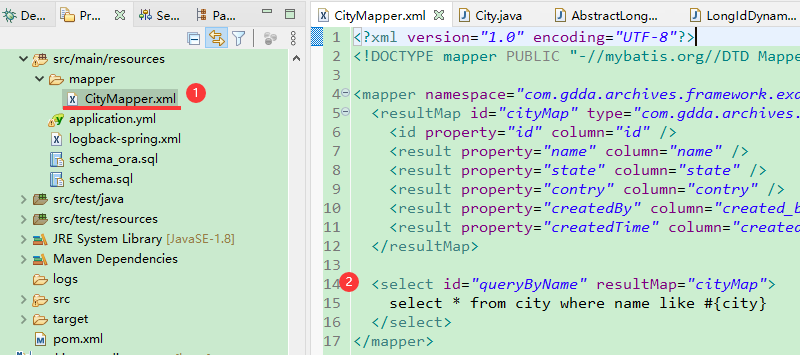 De...
Pr...
Se...
Pa...
src/main/resources
mapper
CityMapper.xml
1
application.yml
logback-spring.xml
schema_ora.sql
schema.sql
src/test/java
src/test/resources
JRE System Library [JavaSE-1.8]
Maven Dependencies
logs
src
target
pom.xml
CityMapper.xml
City.java
AbstractLong...
LongIdDynam...
1 <?xml version="1.0" encoding="UTF-8"?>
2 <!DOCTYPE mapper PUBLIC "-//mybatis.org//DTD Mappe
3
4 <mapper namespace="com.gdda.archives.framework.exa
5 <resultMap id="cityMap" type="com.gdda.archives.
6 <id property="id" column="id" />
7 <result property="name" column="name" />
8 <result property="state" column="state" />
9 <result property="contry" column="contry" />
10 <result property="createdBy" column="created_b
11 <result property="createdTime" column="created
12 </resultMap>
13
2
14 <select id="queryByName" resultMap="cityMap">
15 select * from city where name like #{city}
16 </select>
17 </mapper>